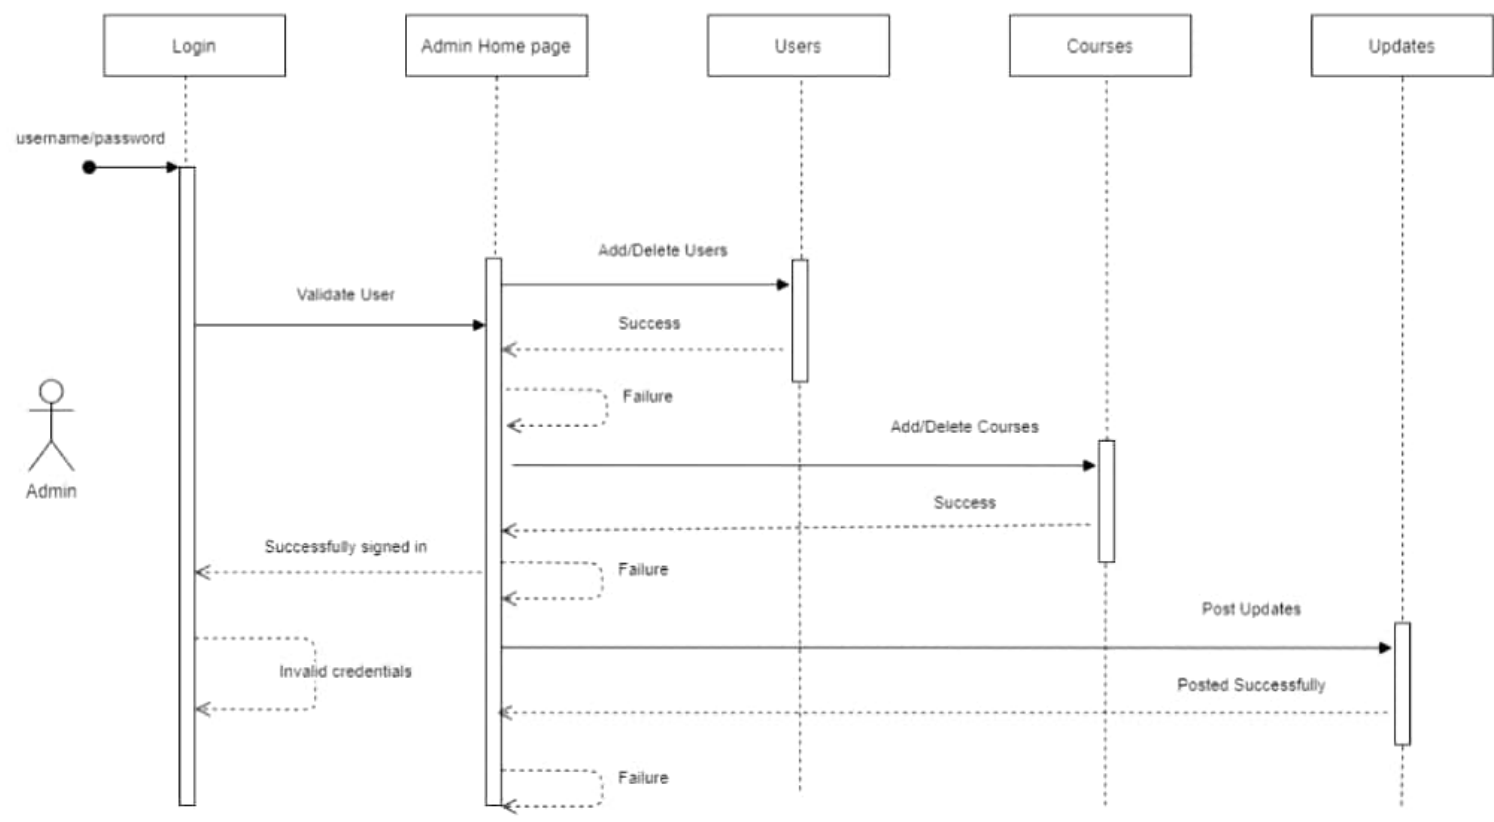 Login
Admin Home page
Users
Courses
Updates
username/password
Add/Delete Users
Validate User
Success
Failure
Add/Delete Courses
Admin
Success
Successfully signed in
Failure
Post Updates
Invalid credentials
Posted Successfully
Failure